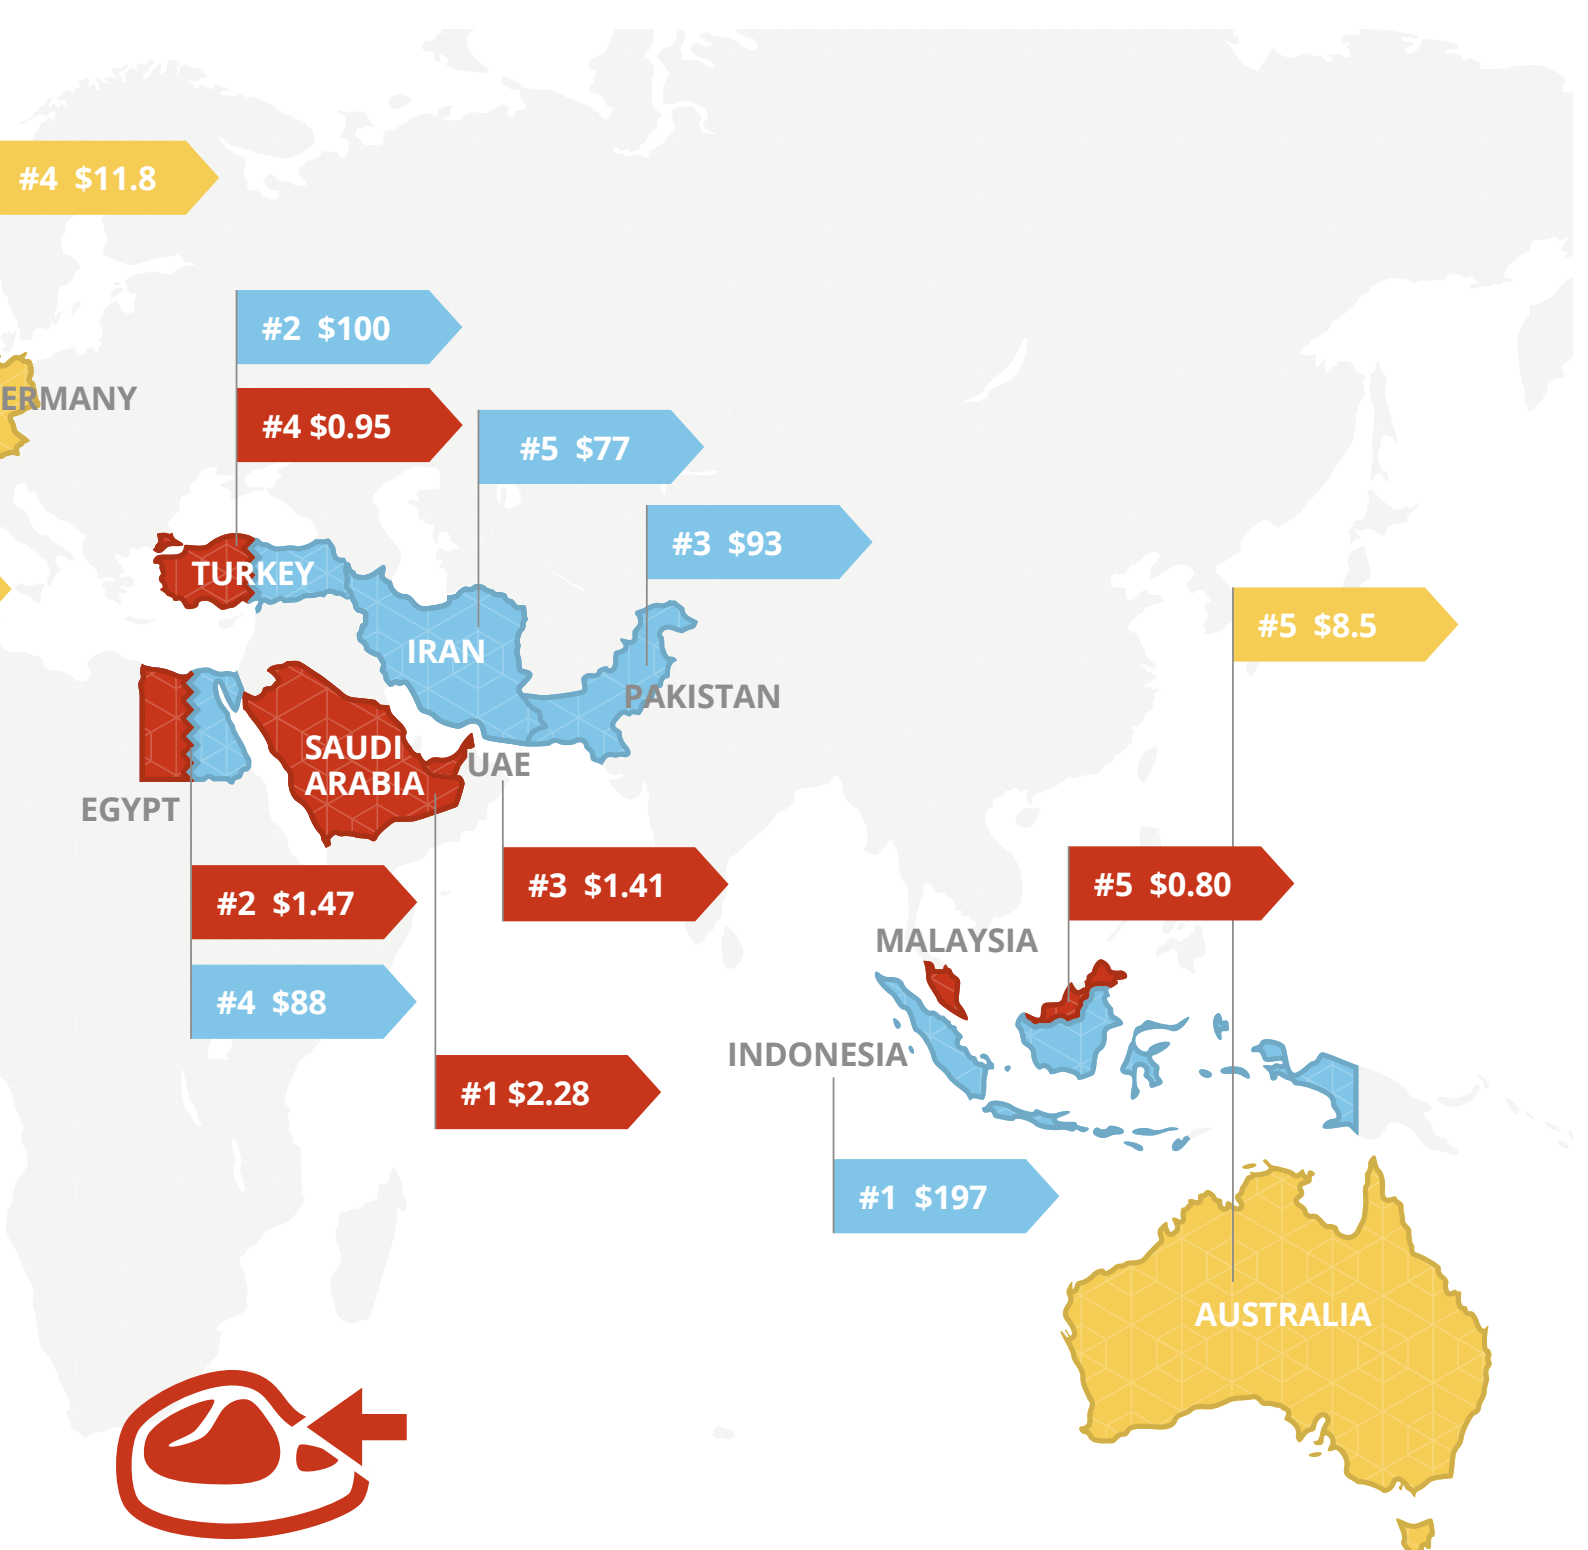 #4 $11.8
#2 $100
ERMANY
#4 $0.95
#5 $77
#3 $93
TURKEY
#5 $8.5
IRAN
PAKISTAN
SAUDI
ARABIA
UAE
EGYPT
#2 $1.47
#3 $1.41
#5 $0.80
MALAYSIA
#4 $88
INDONESIA
#1 $2.28
#1 $197
AUSTRALIA